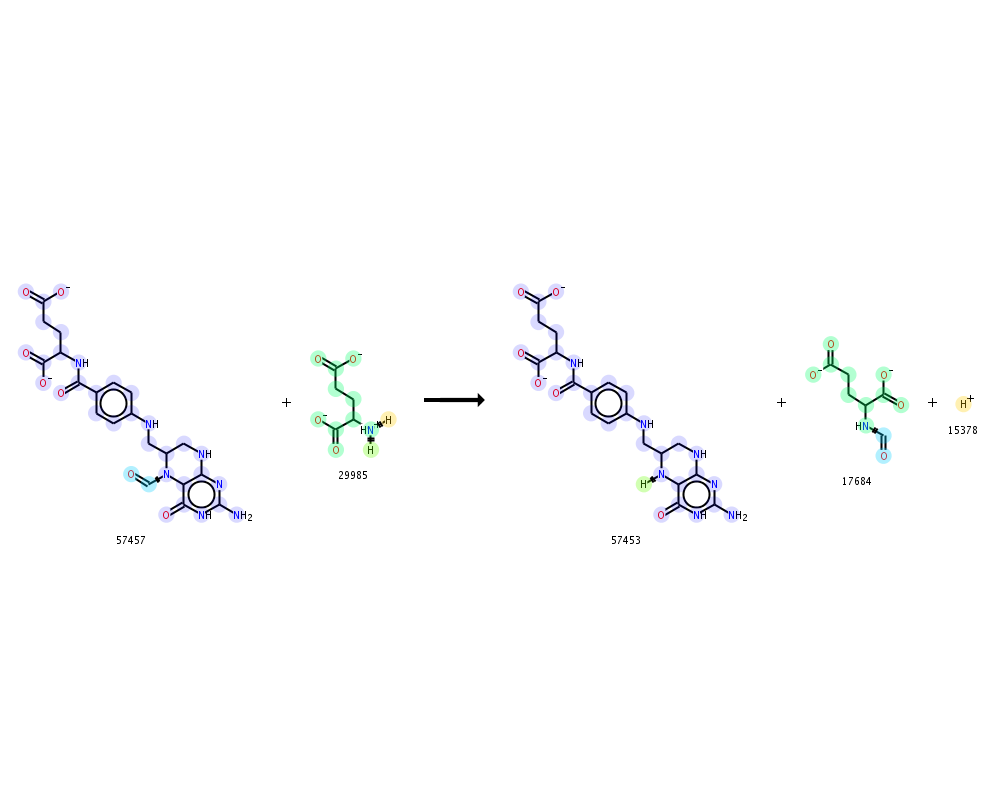 O O⁻
O O⁻
NH
O
NH
NH
O N
N
O NH NH₂
57457
+
O O⁻
O⁻ HN⁺ H
O H
29985
O O⁻
O O⁻
NH
O
NH
NH
H N
N
O NH NH₂
57453
+
O
O⁻ O⁻
O
HN
O
17684
+
H⁺
15378